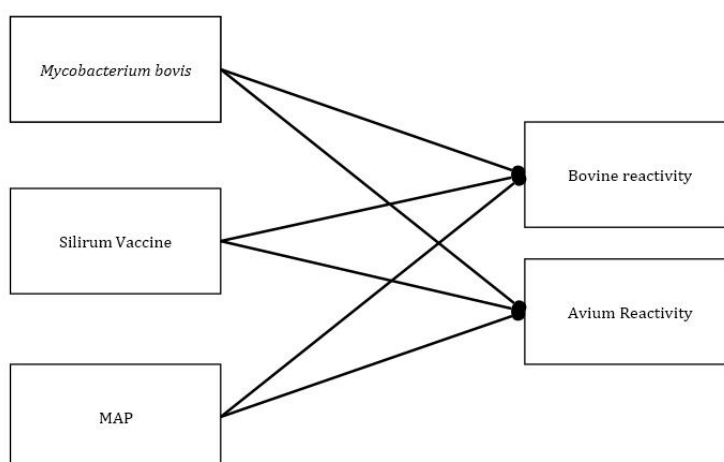 Mycobacterium bovis
Bovine reactivity
Silirum Vaccine
Avium Reactivity
MAP